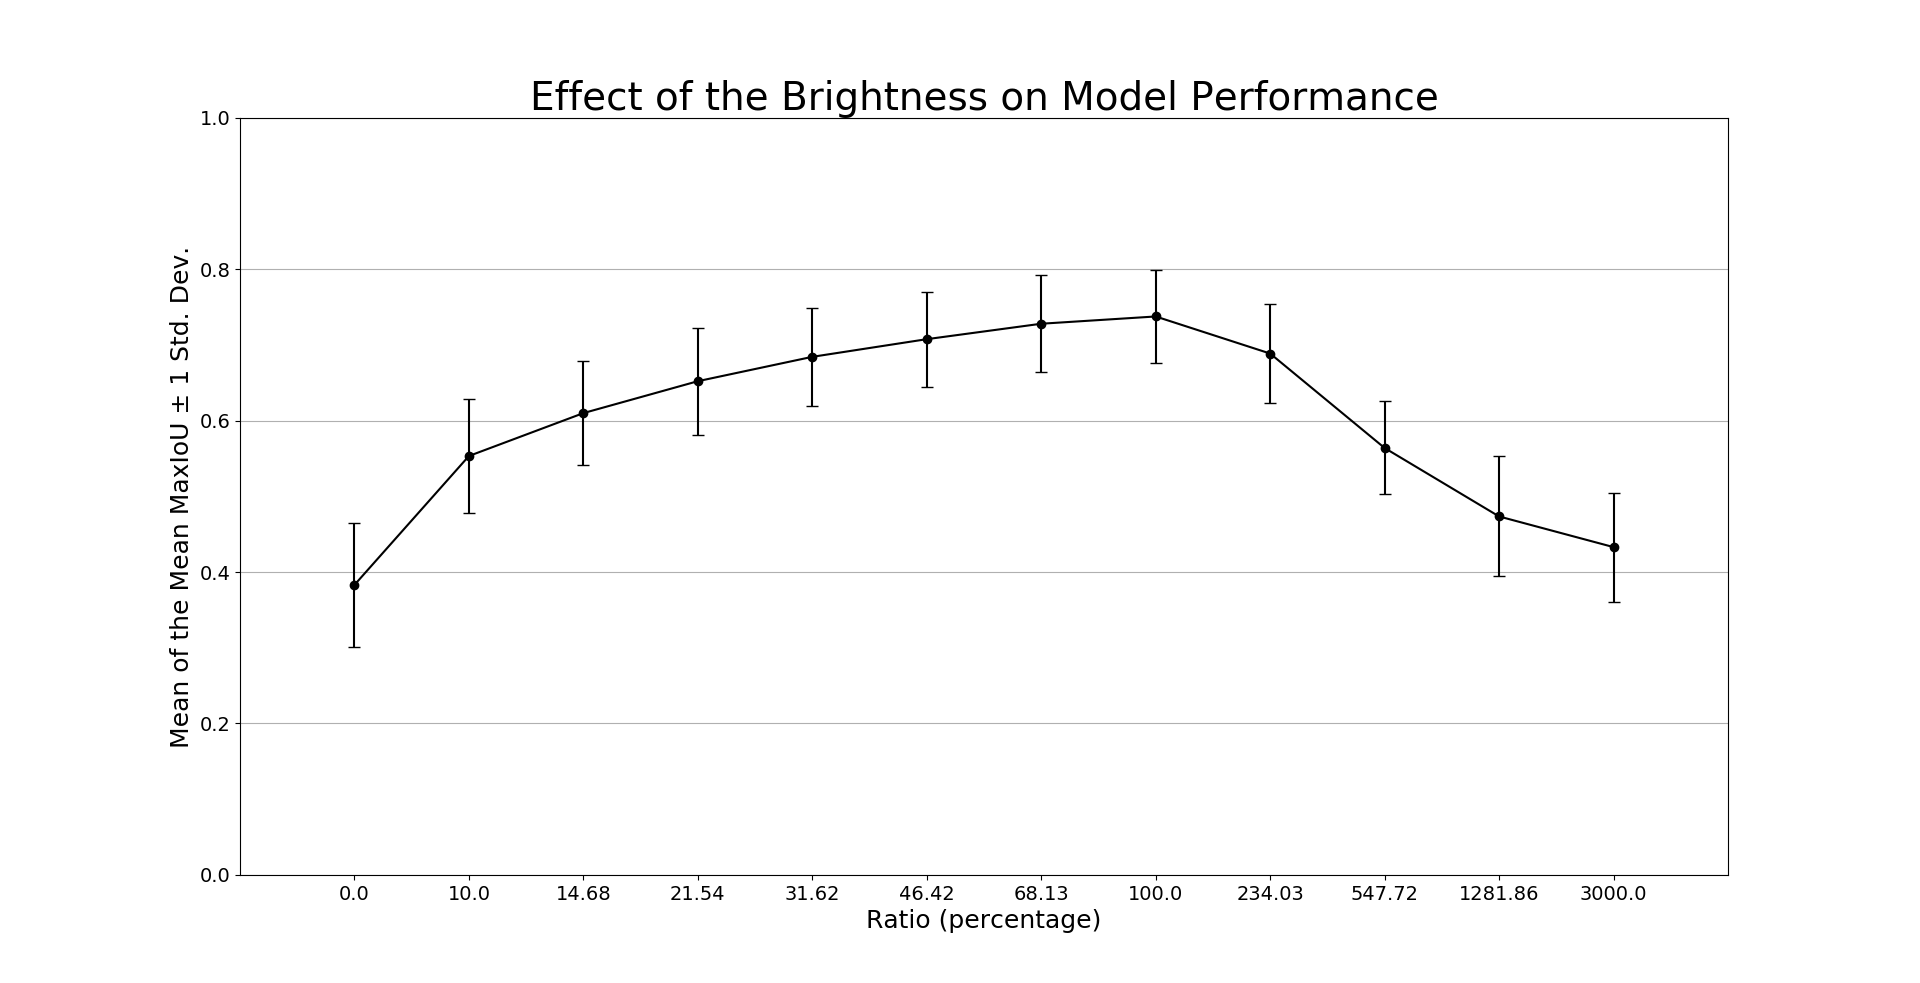 Effect of the Brightness on Model Performance
Mean of the Mean MaxIoU ± 1 Std. Dev.
1.0
0.8
0.6
0.4
0.2
0.0
0.0 10.0 14.68 21.54 31.62 46.42 68.13 100.0 234.03 547.72 1281.86 3000.0
Ratio (percentage)